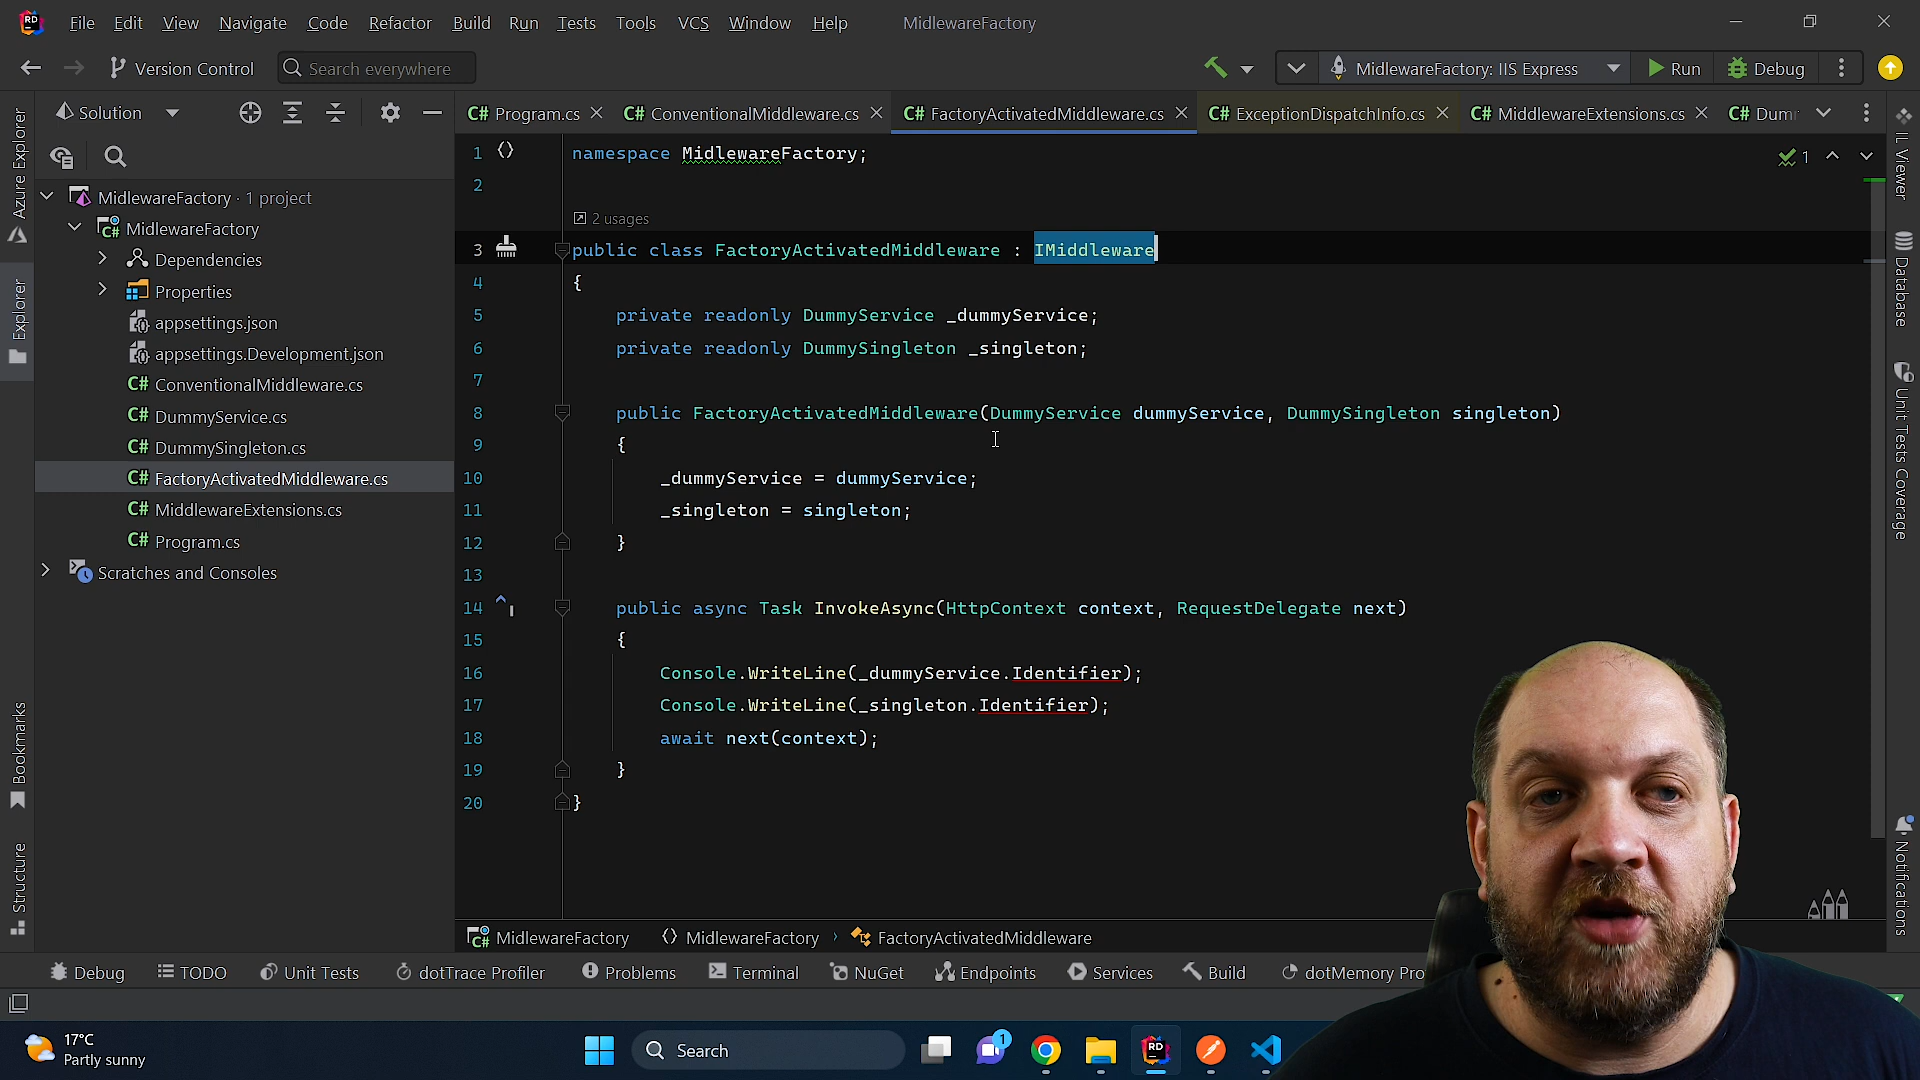 RD File Edit View Navigate Code Refactor Build Run Tests Tools VCS Window Help MidlewareFactory
Version Control Search everywhere MidlewareFactory: IIS Express Run Debug
Solution
C# Program.cs C# ConventionalMiddleware.cs C# FactoryActivatedMiddleware.cs C# ExceptionDispatchInfo.cs C# MiddlewareExtensions.cs C# Dum
Azure Explorer
Explorer
Bookmarks
Structure
MidlewareFactory · 1 project
C# MidlewareFactory
Dependencies
Properties
appsettings.json
appsettings.Development.json
C# ConventionalMiddleware.cs
C# DummyService.cs
C# DummySingleton.cs
C# FactoryActivatedMiddleware.cs
C# MiddlewareExtensions.cs
C# Program.cs
Scratches and Consoles
1 namespace MidlewareFactory;
1
2
2 usages
3 public class FactoryActivatedMiddleware : IMiddleware
4 {
5 private readonly DummyService _dummyService;
6 private readonly DummySingleton _singleton;
7
8 public FactoryActivatedMiddleware(DummyService dummyService, DummySingleton singleton)
9 {
10 _dummyService = dummyService;
11 _singleton = singleton;
12 }
13
14 public async Task InvokeAsync(HttpContext context, RequestDelegate next)
15 {
16 Console.WriteLine(_dummyService.Identifier);
17 Console.WriteLine(_singleton.Identifier);
18 await next(context);
19 }
20 }
IL Viewer
Database
Unit Tests Coverage
Notifications
C# MidlewareFactory MidlewareFactory FactoryActivatedMiddleware
Debug TODO Unit Tests dotTrace Profiler Problems Terminal NuGet Endpoints Services Build dotMemory Pro
17°C
Partly sunny
Search
1
RD